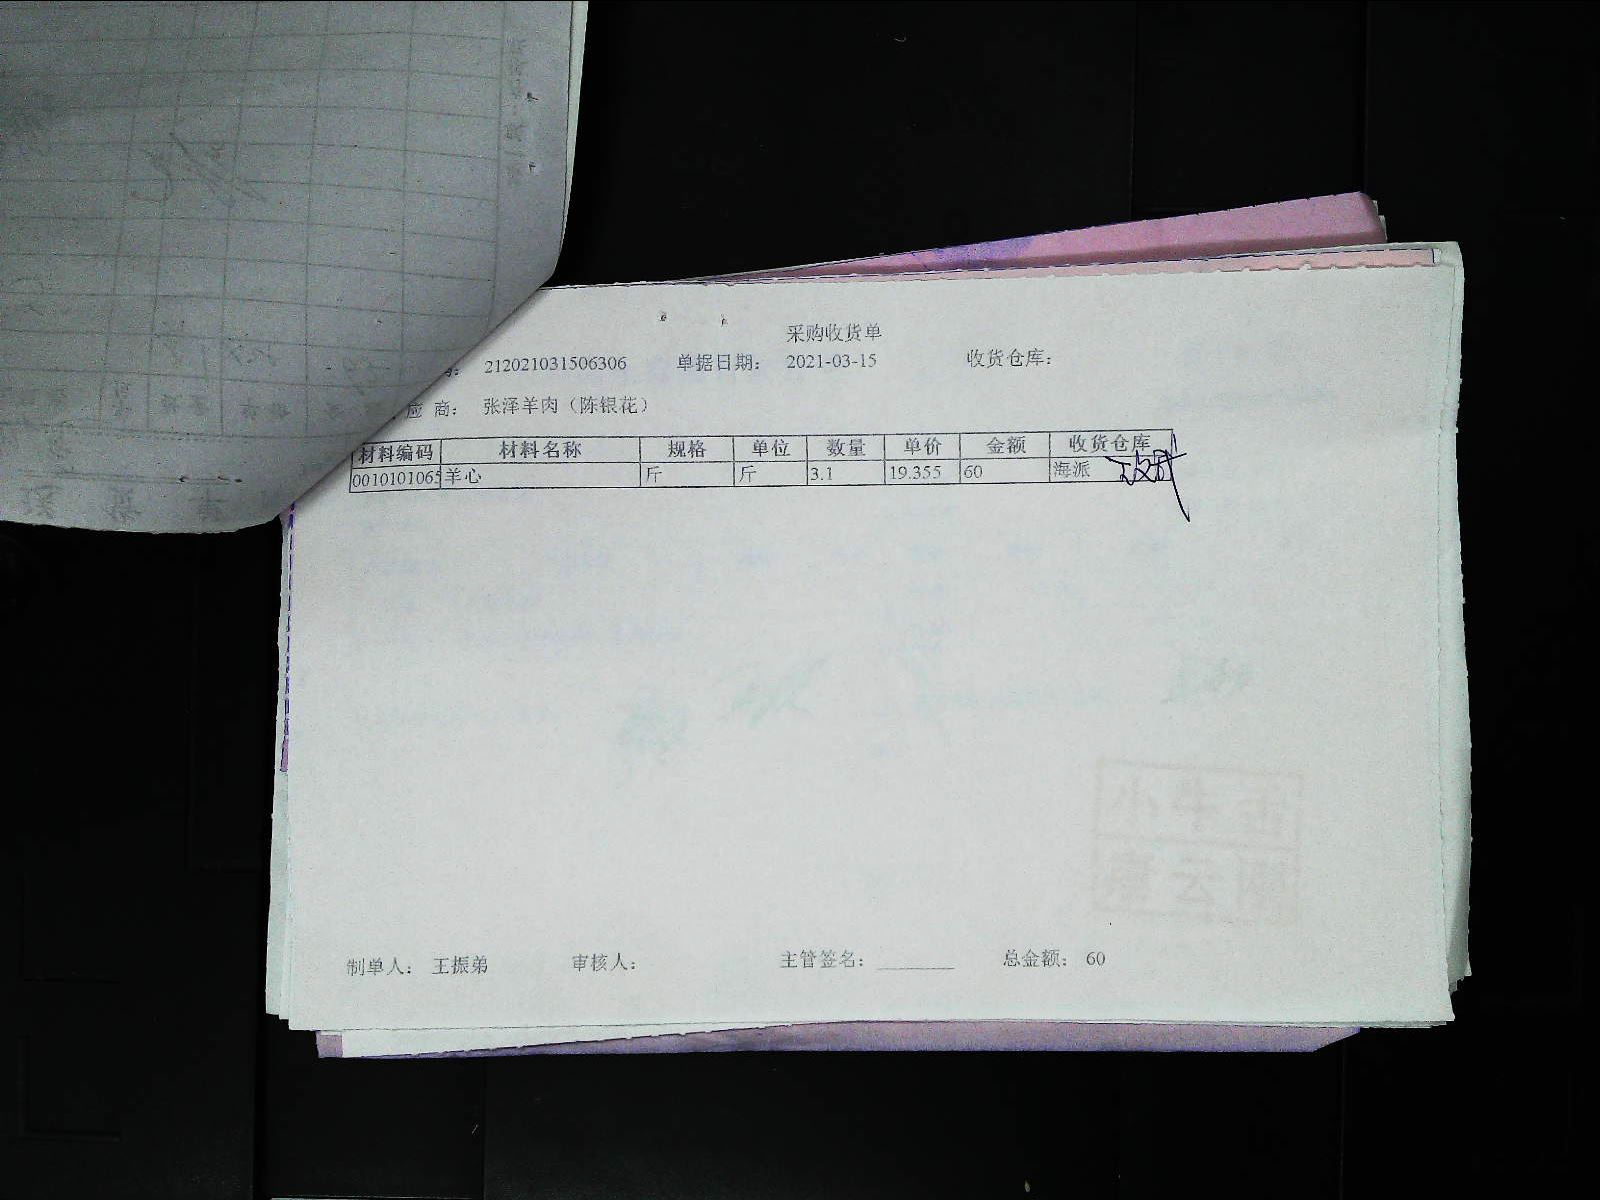 采购收货单
212021031506306 单据日期: 2021-03-15 收货仓库:
应 商: 张泽羊肉（陈银花）
材料编码 材料名称 规格 单位 数量 单价 金额 收货仓库
0010101065 羊心 斤 斤 3.1 19.355 60 海派
制单人: 王振弟 审核人: 主管签名: ________ 总金额: 60